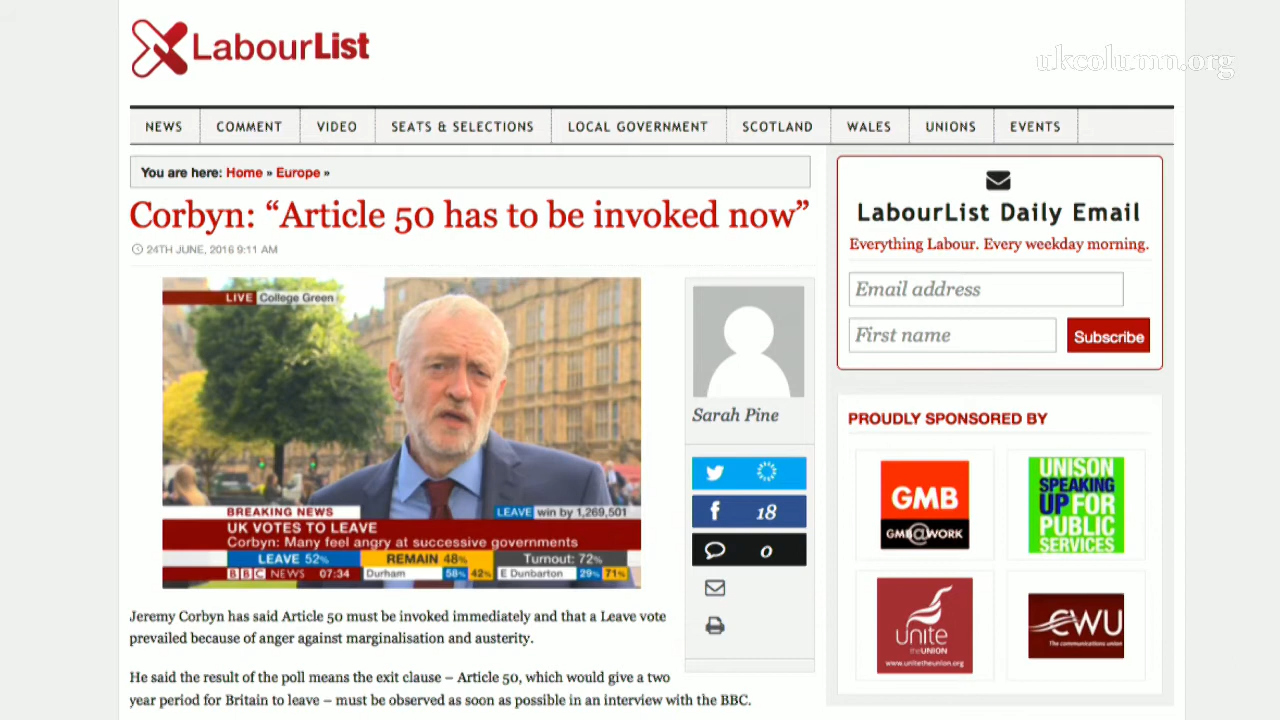 LabourList
ukcolumn.org
NEWS
COMMENT
VIDEO
SEATS & SELECTIONS
LOCAL GOVERNMENT
SCOTLAND
WALES
UNIONS
EVENTS
You are here: Home » Europe »
Corbyn: “Article 50 has to be invoked now”
24TH JUNE, 2016 9:11 AM
LIVE College Green
BREAKING NEWS
LEAVE win by 1,269,501
UK VOTES TO LEAVE
Corbyn: Many feel angry at successive governments
LEAVE 52% REMAIN 48% Turnout: 72%
BBC NEWS 07:34 Durham 58% 42% E Dunbarton 29% 71%
Sarah Pine
18
0
Jeremy Corbyn has said Article 50 must be invoked immediately and that a Leave vote
prevailed because of anger against marginalisation and austerity.
He said the result of the poll means the exit clause – Article 50, which would give a two
year period for Britain to leave – must be observed as soon as possible in an interview with the BBC.
LabourList Daily Email
Everything Labour. Every weekday morning.
Email address
First name
Subscribe
PROUDLY SPONSORED BY
GMB
GMB@WORK
UNISON
SPEAKING
UP FOR
PUBLIC
SERVICES
unite
the UNION
www.unitetheunion.org
CWU
The communications union